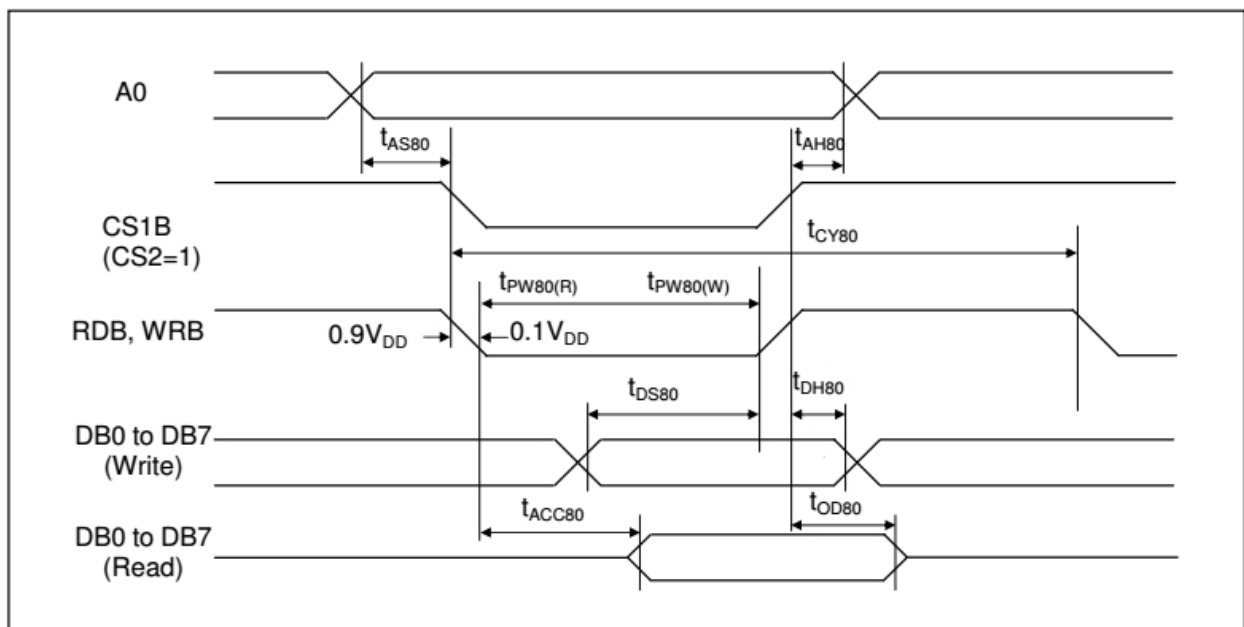 A0
tAS80
tAH80
CS1B
(CS2=1)
tCY80
tPW80(R)
tPW80(W)
RDB, WRB
0.9VDD
0.1VDD
tDS80
tDH80
DB0 to DB7
(Write)
tACC80
tOD80
DB0 to DB7
(Read)